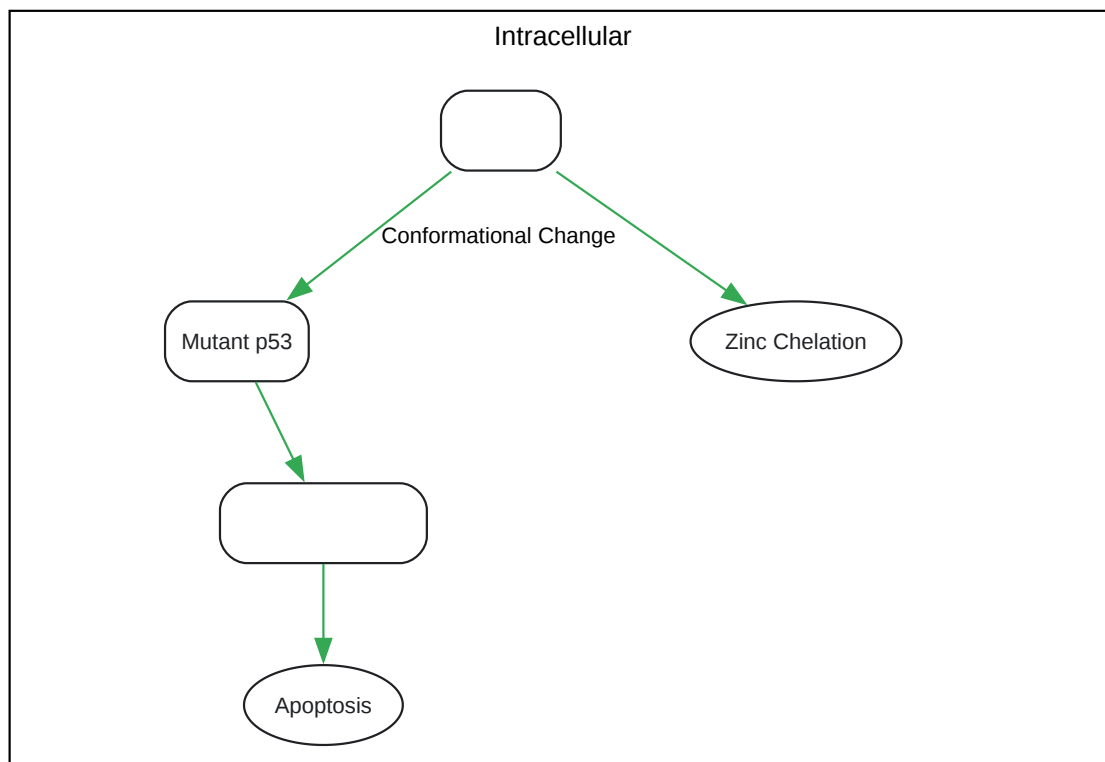 Intracellular
Conformational Change
Mutant p53
Zinc Chelation
Apoptosis